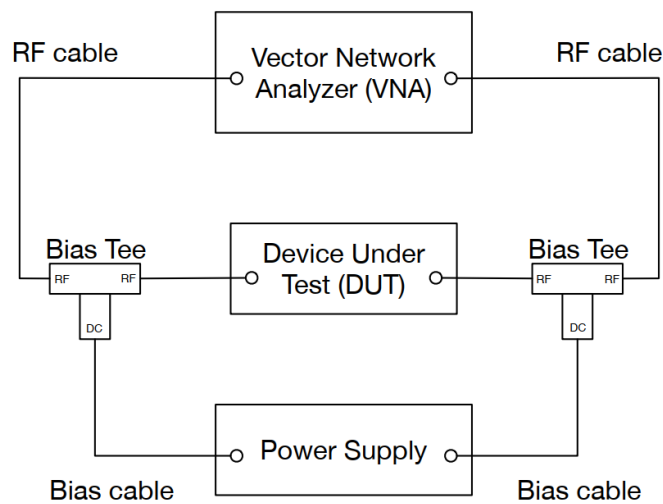 RF cable
Vector Network
Analyzer (VNA)
RF cable
Bias Tee
RF
RF
DC
Device Under
Test (DUT)
Bias Tee
RF
RF
DC
Power Supply
Bias cable
Bias cable